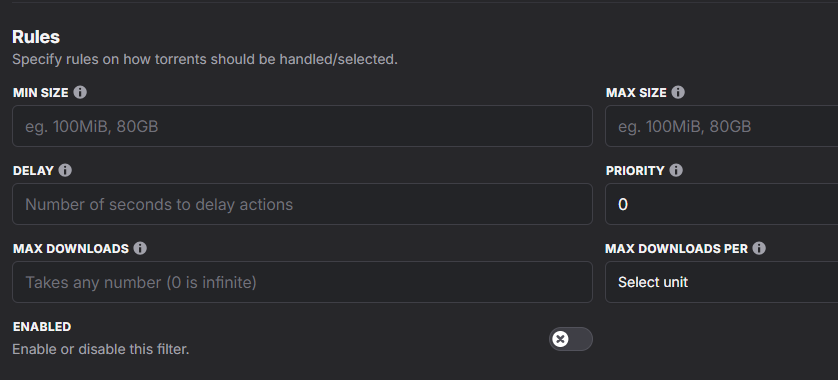 Rules
Specify rules on how torrents should be handled/selected.
MIN SIZE
MAX SIZE
eg. 100MiB, 80GB
eg. 100MiB, 80GB
DELAY
PRIORITY
Number of seconds to delay actions
0
MAX DOWNLOADS
MAX DOWNLOADS PER
Takes any number (0 is infinite)
Select unit
ENABLED
Enable or disable this filter.